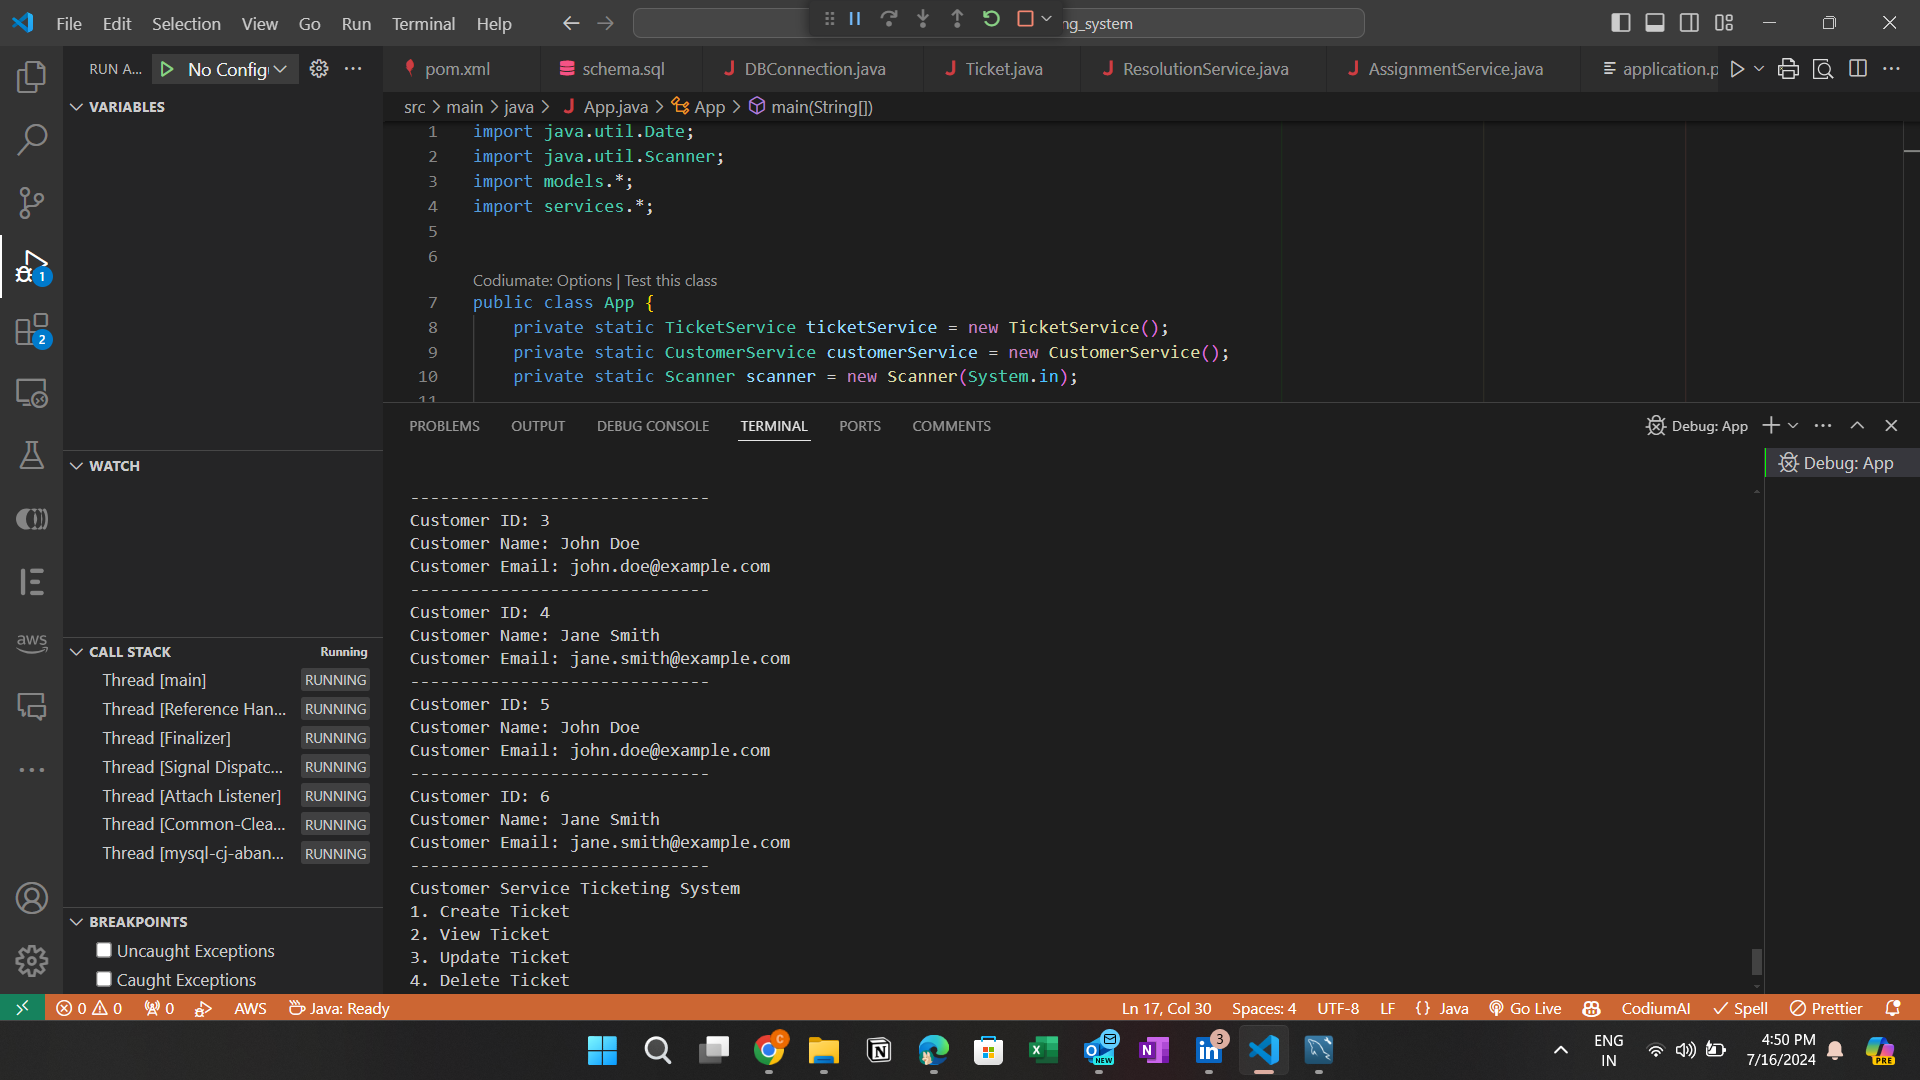 File Edit Selection View Go Run Terminal Help
ng_system
RUN A... No Config
pom.xml schema.sql DBConnection.java Ticket.java ResolutionService.java AssignmentService.java application.p
VARIABLES
src > main > java > App.java > App > main(String[])
1 import java.util.Date;
2 import java.util.Scanner;
3 import models.*;
4 import services.*;
5
6
Codiumate: Options | Test this class
7 public class App {
8 private static TicketService ticketService = new TicketService();
9 private static CustomerService customerService = new CustomerService();
10 private static Scanner scanner = new Scanner(System.in);
11
1
2
PROBLEMS OUTPUT DEBUG CONSOLE TERMINAL PORTS COMMENTS
Debug: App
Debug: App
WATCH
------------------------------
Customer ID: 3
Customer Name: John Doe
Customer Email: john.doe@example.com
------------------------------
Customer ID: 4
Customer Name: Jane Smith
Customer Email: jane.smith@example.com
------------------------------
Customer ID: 5
Customer Name: John Doe
Customer Email: john.doe@example.com
------------------------------
Customer ID: 6
Customer Name: Jane Smith
Customer Email: jane.smith@example.com
------------------------------
Customer Service Ticketing System
1. Create Ticket
2. View Ticket
3. Update Ticket
4. Delete Ticket
aws
CALL STACK Running
Thread [main] RUNNING
Thread [Reference Han... RUNNING
Thread [Finalizer] RUNNING
Thread [Signal Dispatc... RUNNING
Thread [Attach Listener] RUNNING
Thread [Common-Clea... RUNNING
Thread [mysql-cj-aban... RUNNING
BREAKPOINTS
Uncaught Exceptions
Caught Exceptions
0 0 0 AWS Java: Ready Ln 17, Col 30 Spaces: 4 UTF-8 LF {} Java Go Live CodiumAI Spell Prettier
C
NEW
3
ENG
IN
4:50 PM
7/16/2024
PRE